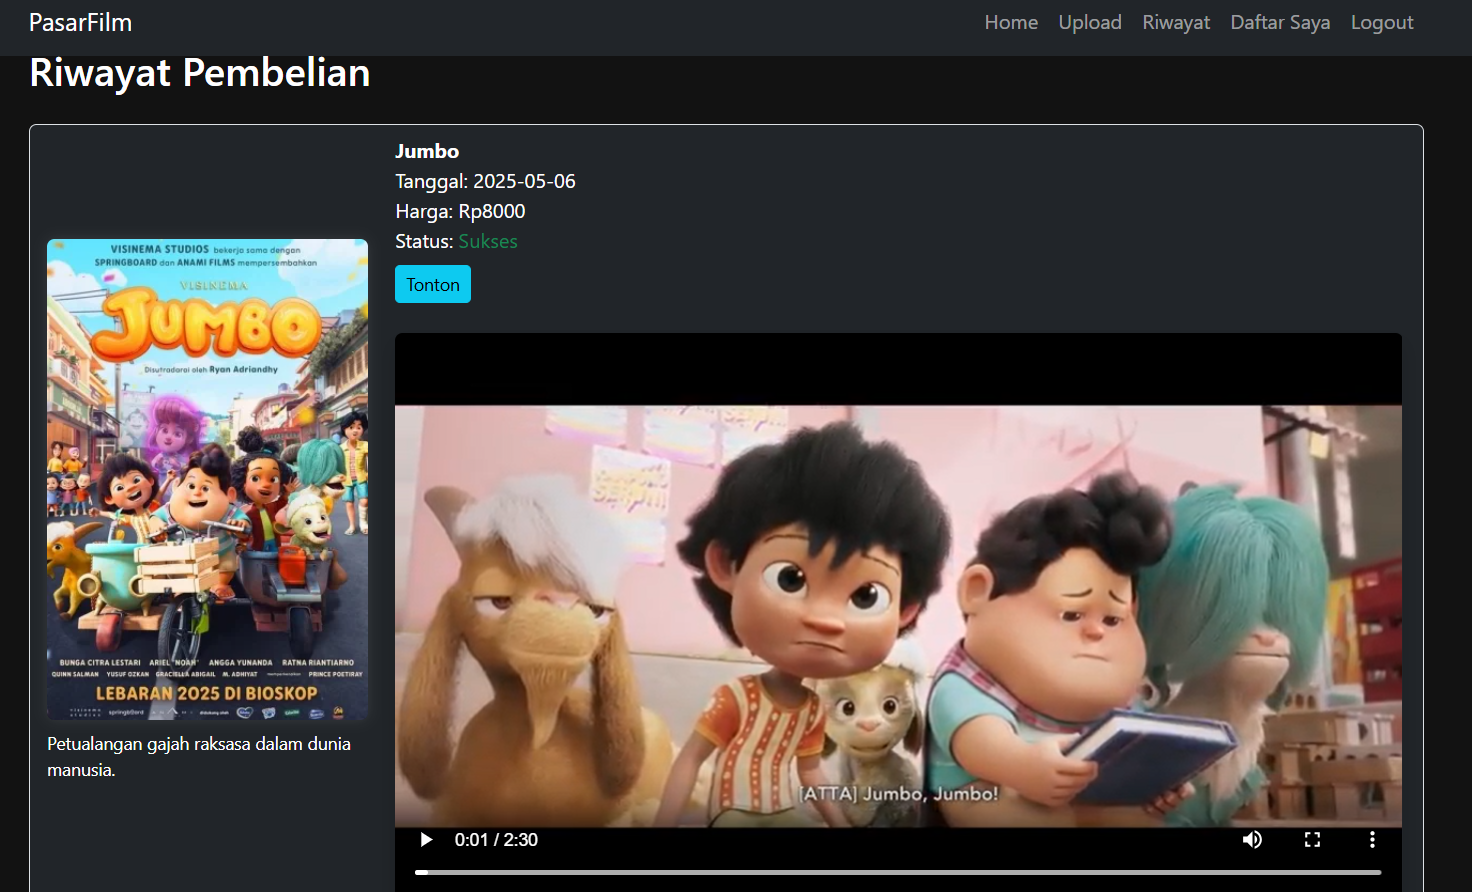 PasarFilm
Home Upload Riwayat Daftar Saya Logout
Riwayat Pembelian
VISINEMA STUDIOS bekerja sama dengan
SPRINGBOARD dan ANAMI FILMS mempersembahkan
VISINEMA
JUMBO
Disutradarai oleh Ryan Adriandhy
BUNGA CITRA LESTARI ARIEL "NOAH" ANGGA YUNANDA RATNA RIANTIARNO
QUINN SALMAN YUSUF OZKAN GRACIELLA ABIGAIL M. ADHIYAT PRINCE POETIRAY
LEBARAN 2025 DI BIOSKOP
visinema studios springboard
Petualangan gajah raksasa dalam dunia
manusia.
Jumbo
Tanggal: 2025-05-06
Harga: Rp8000
Status: Sukses
Tonton
[ATTA] Jumbo, Jumbo!
0:01 / 2:30